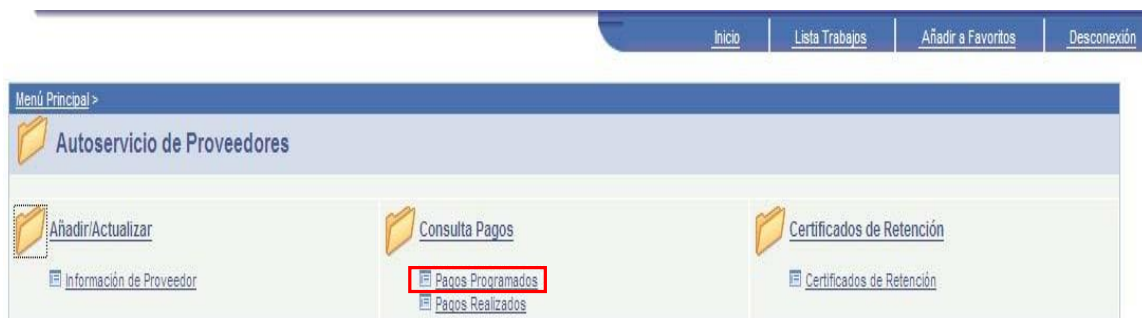 Inicio
Lista Trabajos
Añadir a Favoritos
Desconexión
Menú Principal >
Autoservicio de Proveedores
Añadir/Actualizar
Información de Proveedor
Consulta Pagos
Pagos Programados
Pagos Realizados
Certificados de Retención
Certificados de Retención